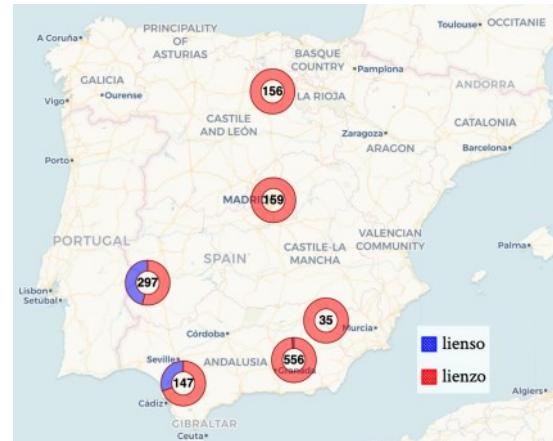 Toulouse
OCCITANIE
PRINCIPALITY
OF
ASTURIAS
A Coruña
BASQUE
COUNTRY
Pamplona
GALICIA
Ourense
Vigo
156
LA RIOJA
ANDORRA
CASTILE
AND LEÓN
CATALONIA
Zaragoza
Barcelona
ARAGON
Porto
MADRID
159
PORTUGAL
SPAIN
CASTILE-LA
MANCHA
VALENCIAN
COMMUNITY
Palma
297
Lisbon
Setubal
35
Murcia
Córdoba
Seville
ANDALUSIA
556
Granada
147
Cádiz
GIBRALTAR
Ceuta
Algiers
lienso
lienzo